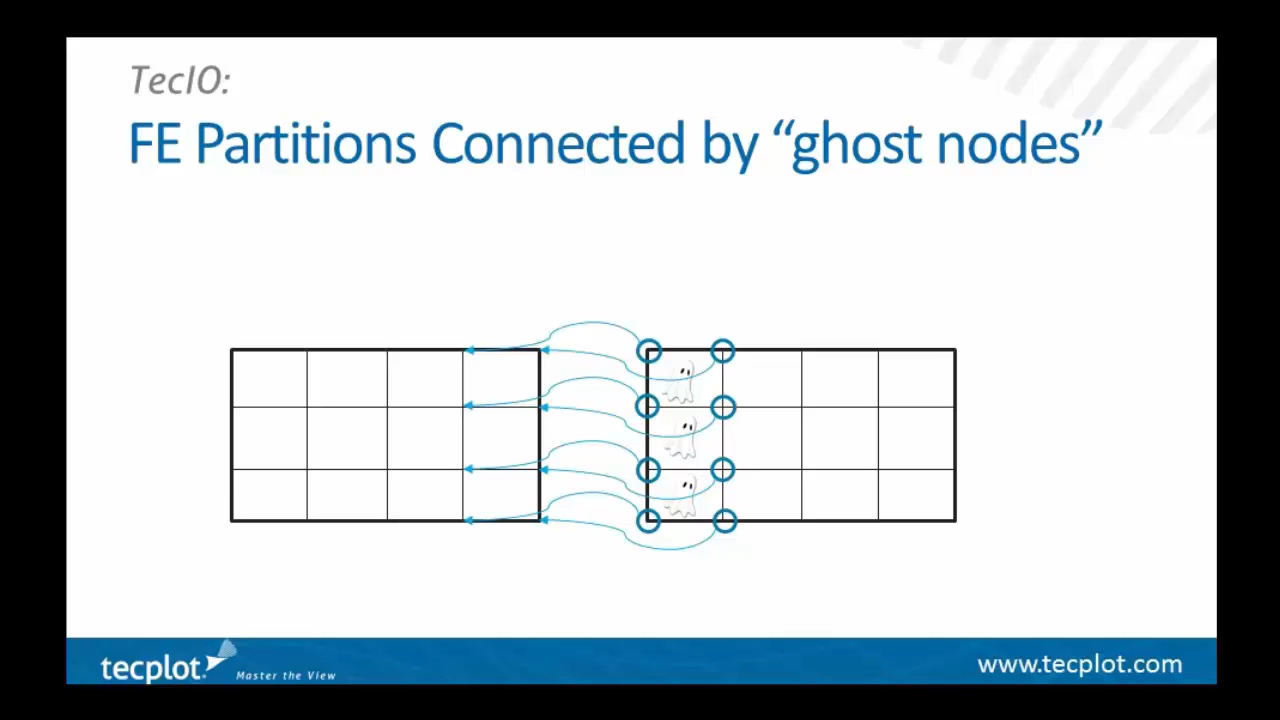 TecIO:
FE Partitions Connected by “ghost nodes”
tecplot.
Master the View
www.tecplot.com